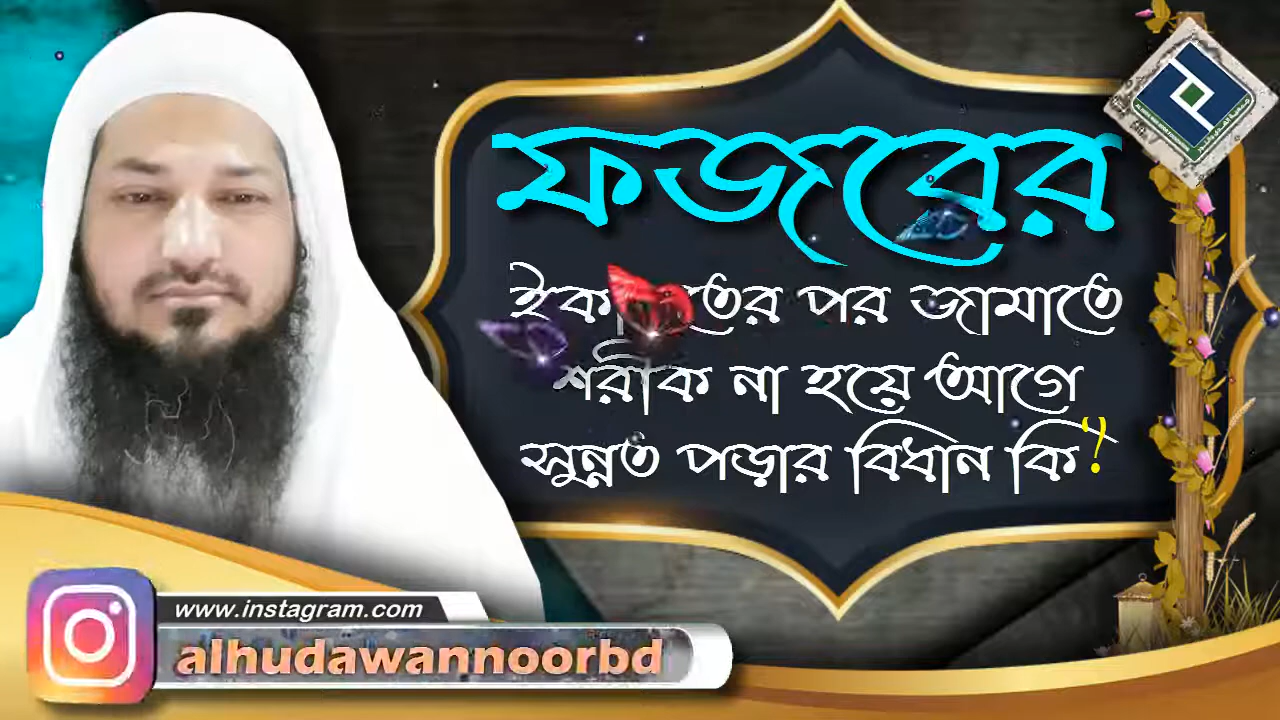 ফজরের
পর জামাতে
শরীক না হয়ে আগে
সুন্নত পড়ার বিধান কি?
www.instagram.com
alhudawannoorbd